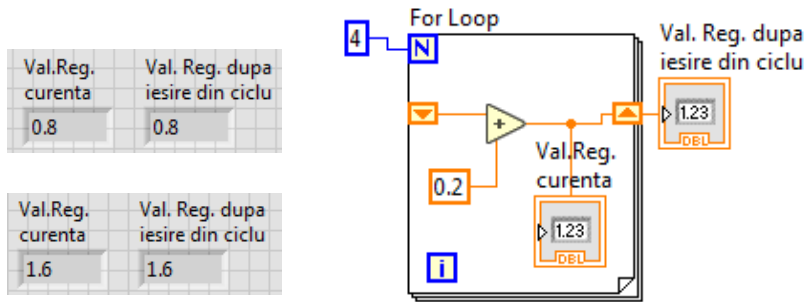 Val.Reg.
curenta
0.8
Val. Reg. dupa
iesire din ciclu
0.8
Val.Reg.
curenta
1.6
Val. Reg. dupa
iesire din ciclu
1.6
For Loop
4
N
+
0.2
Val.Reg.
curenta
1.23
DBL
i
Val. Reg. dupa
iesire din ciclu
1.23
DBL